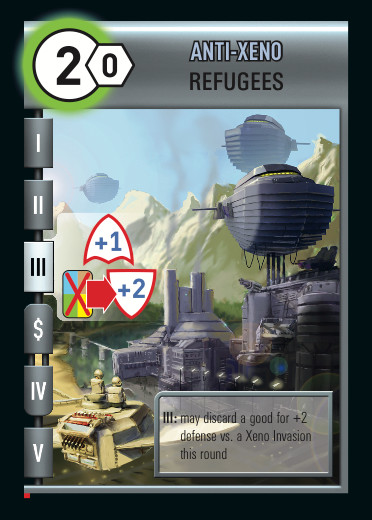 2 0
ANTI-XENO
REFUGEES
I
II
III
$
IV
V
+1
+2
III: may discard a good for +2
defense vs. a Xeno Invasion
this round